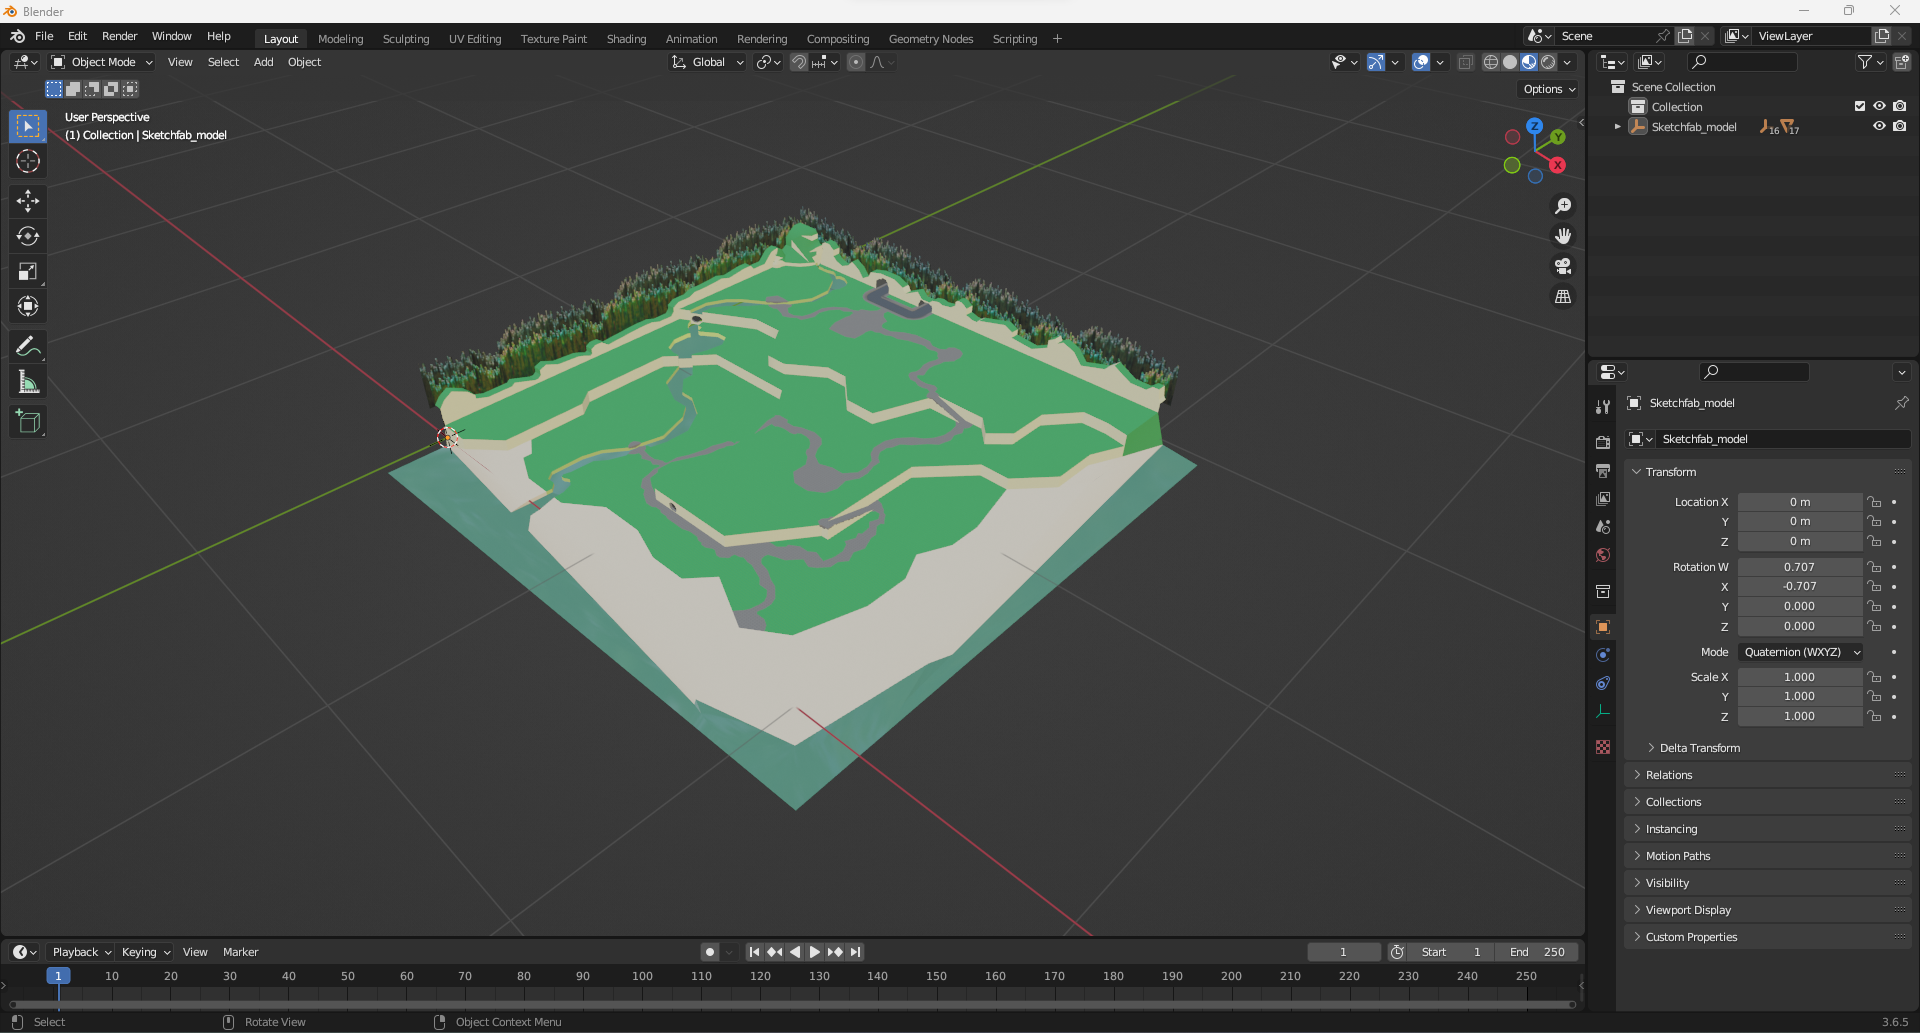 Blender
File Edit Render Window Help Layout Modeling Sculpting UV Editing Texture Paint Shading Animation Rendering Compositing Geometry Nodes Scripting + Scene ViewLayer
Object Mode View Select Add Object Global
Options
User Perspective
(1) Collection | Sketchfab_model
Z
Y
X
Scene Collection
Collection
Sketchfab_model 16 17
Sketchfab_model
Sketchfab_model
Transform
Location X 0 m
Y 0 m
Z 0 m
Rotation W 0.707
X -0.707
Y 0.000
Z 0.000
Mode Quaternion (WXYZ)
Scale X 1.000
Y 1.000
Z 1.000
Delta Transform
Relations
Collections
Instancing
Motion Paths
Visibility
Viewport Display
Custom Properties
Playback Keying View Marker 1 Start 1 End 250
1 10 20 30 40 50 60 70 80 90 100 110 120 130 140 150 160 170 180 190 200 210 220 230 240 250
Select Rotate View Object Context Menu 3.6.5